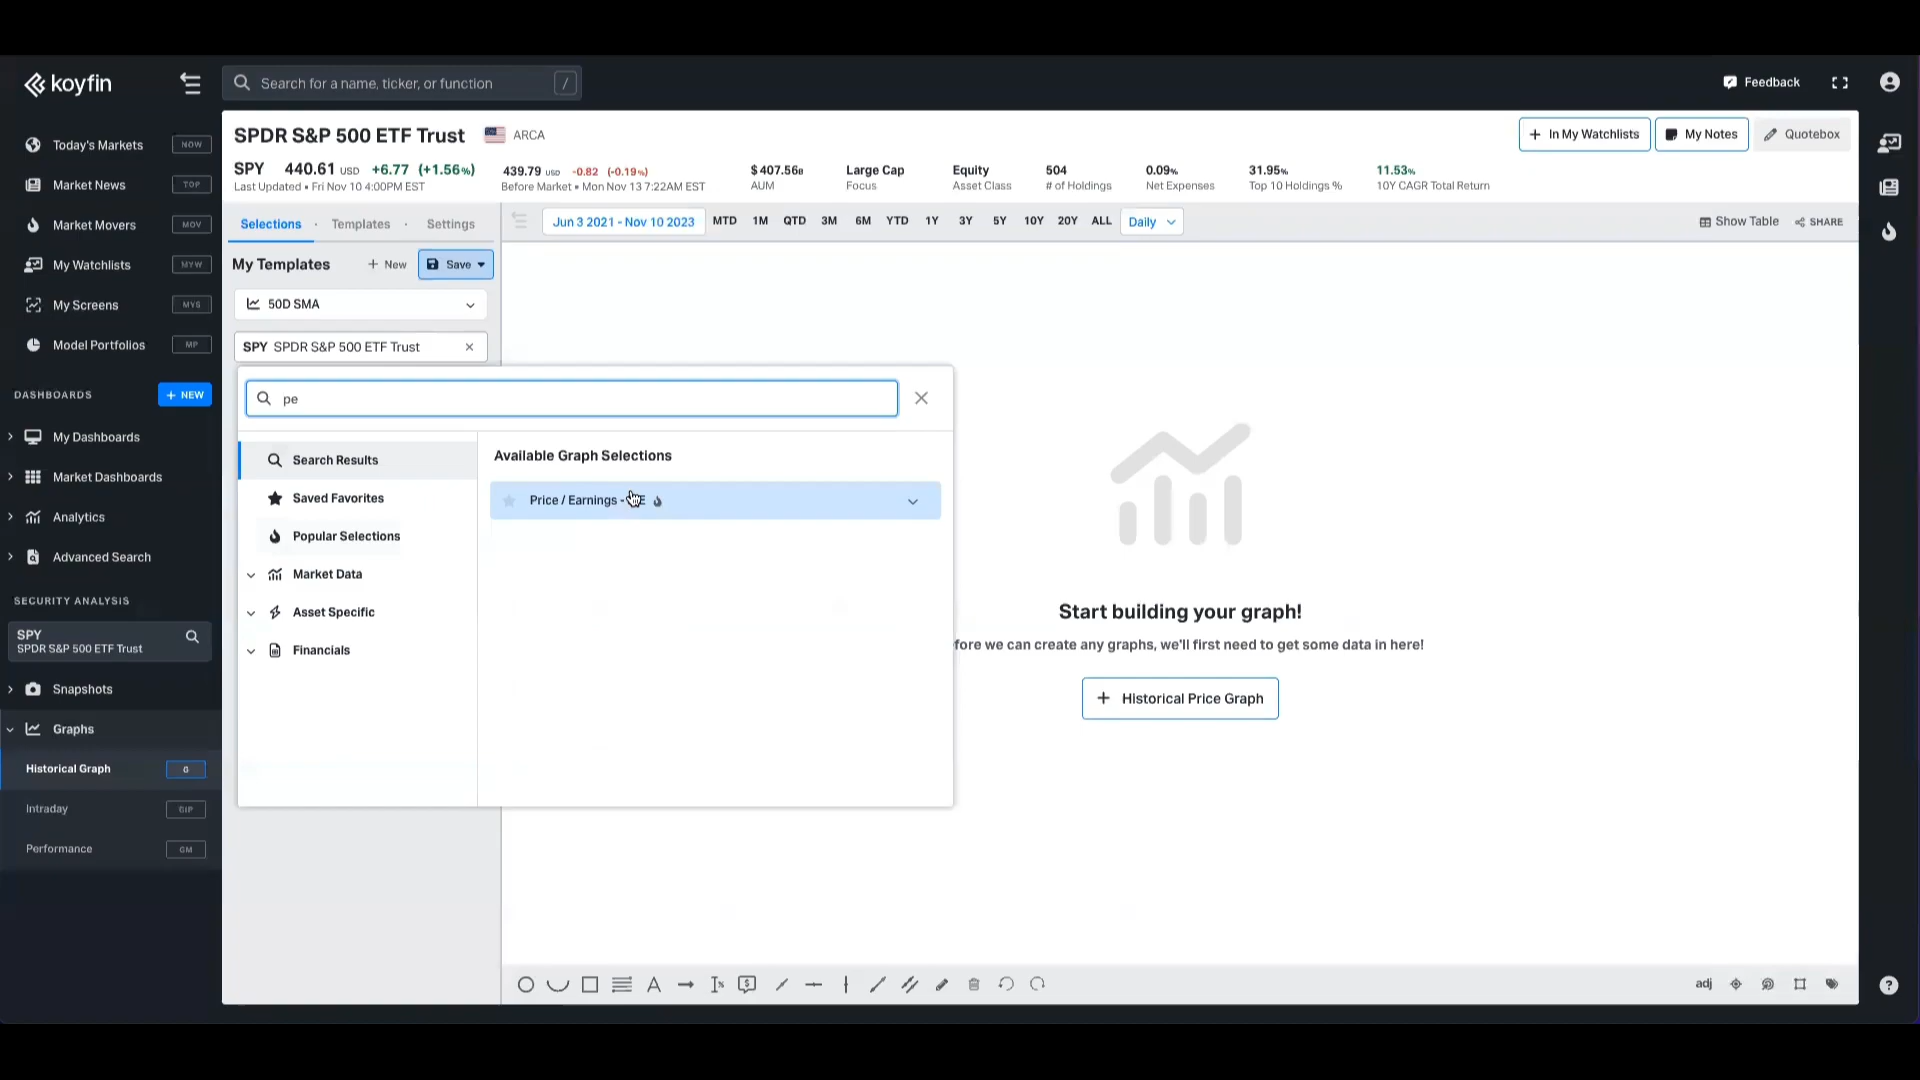 koyfin
Search for a name, ticker, or function /
Feedback
Today's Markets NOW
Market News TOP
Market Movers MOV
My Watchlists MYW
My Screens MYS
Model Portfolios MP
DASHBOARDS
+ NEW
My Dashboards
Market Dashboards
Analytics
Advanced Search
SECURITY ANALYSIS
SPY
SPDR S&P 500 ETF Trust
Snapshots
Graphs
Historical Graph G
Intraday GIP
Performance GM
SPDR S&P 500 ETF Trust ARCA
+ In My Watchlists
My Notes
Quotebox
SPY 440.61 USD +6.77 (+1.56%)
Last Updated • Fri Nov 10 4:00PM EST
439.79 USD -0.82 (-0.19%)
Before Market • Mon Nov 13 7:22AM EST
$407.56B
AUM
Large Cap
Focus
Equity
Asset Class
504
# of Holdings
0.09%
Net Expenses
31.95%
Top 10 Holdings %
11.53%
10Y CAGR Total Return
Selections · Templates · Settings
Jun 3 2021 - Nov 10 2023 MTD 1M QTD 3M 6M YTD 1Y 3Y 5Y 10Y 20Y ALL Daily
Show Table
SHARE
My Templates + New Save
50D SMA
SPY SPDR S&P 500 ETF Trust
pe
Search Results
Saved Favorites
Popular Selections
Market Data
Asset Specific
Financials
Available Graph Selections
Price / Earnings -
Start building your graph!
fore we can create any graphs, we'll first need to get some data in here!
+ Historical Price Graph
adj
?